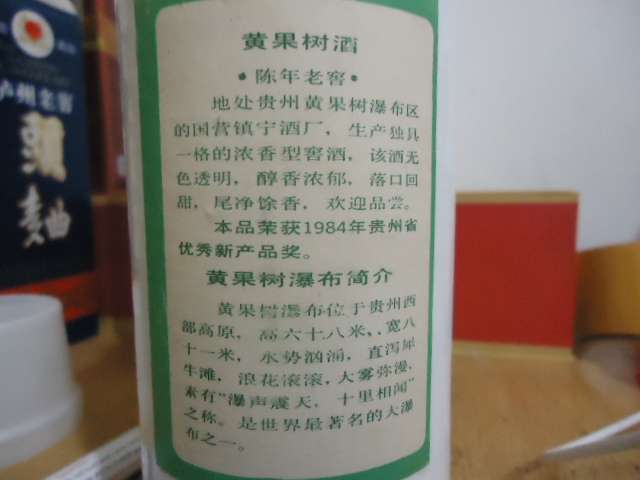 黄果树酒
•陈年老窖•
地处贵州黄果树瀑布区
的国营镇宁酒厂，生产独具
一格的浓香型窖酒，该酒无
色透明，醇香浓郁，落口回
甜，尾净馀香，欢迎品尝。
本品荣获1984年贵州省
优秀新产品奖。
黄果树瀑布简介
黄果树瀑布位于贵州西
部高原，高六十八米、宽八
十一米，水势汹涌，直泻犀
牛滩，浪花滚滚，大雾弥漫，
素有“瀑声震天，十里相闻”
之称。是世界最著名的大瀑
布之一。
泸州老窖
頭
曲